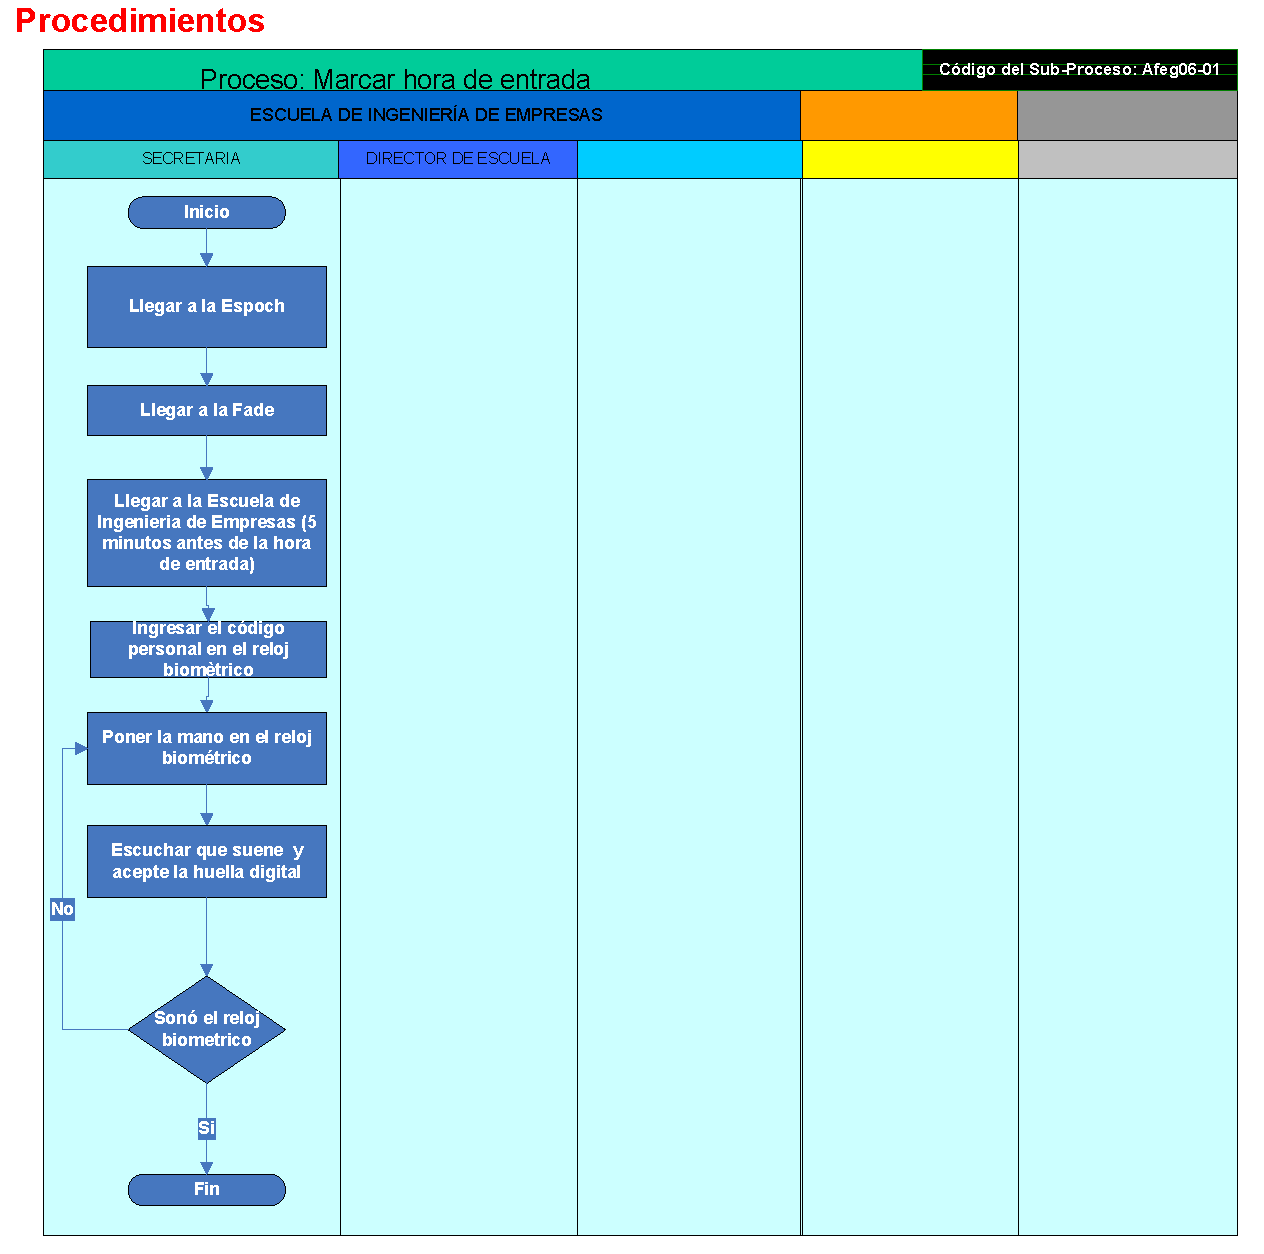 Procedimientos
Proceso: Marcar hora de entrada
Código del Sub-Proceso: Afeg06-01
ESCUELA DE INGENIERÍA DE EMPRESAS
SECRETARIA
DIRECTOR DE ESCUELA
Inicio
Llegar a la Espoch
Llegar a la Fade
Llegar a la Escuela de
Ingenieria de Empresas (5
minutos antes de la hora
de entrada)
Ingresar el código
personal en el reloj
biomètrico
Poner la mano en el reloj
biométrico
Escuchar que suene  y
acepte la huella digital
No
Sonó el reloj
biometrico
Si
Fin